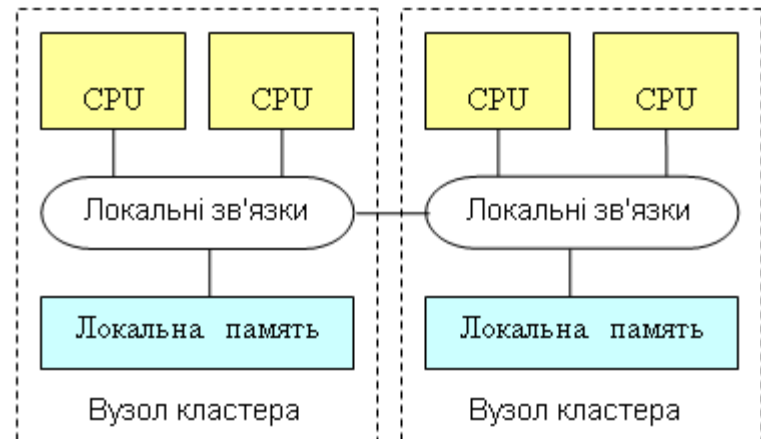 CPU CPU CPU CPU
Локальні зв'язки Локальні зв'язки
Локальна память Локальна память
Вузол кластера Вузол кластера